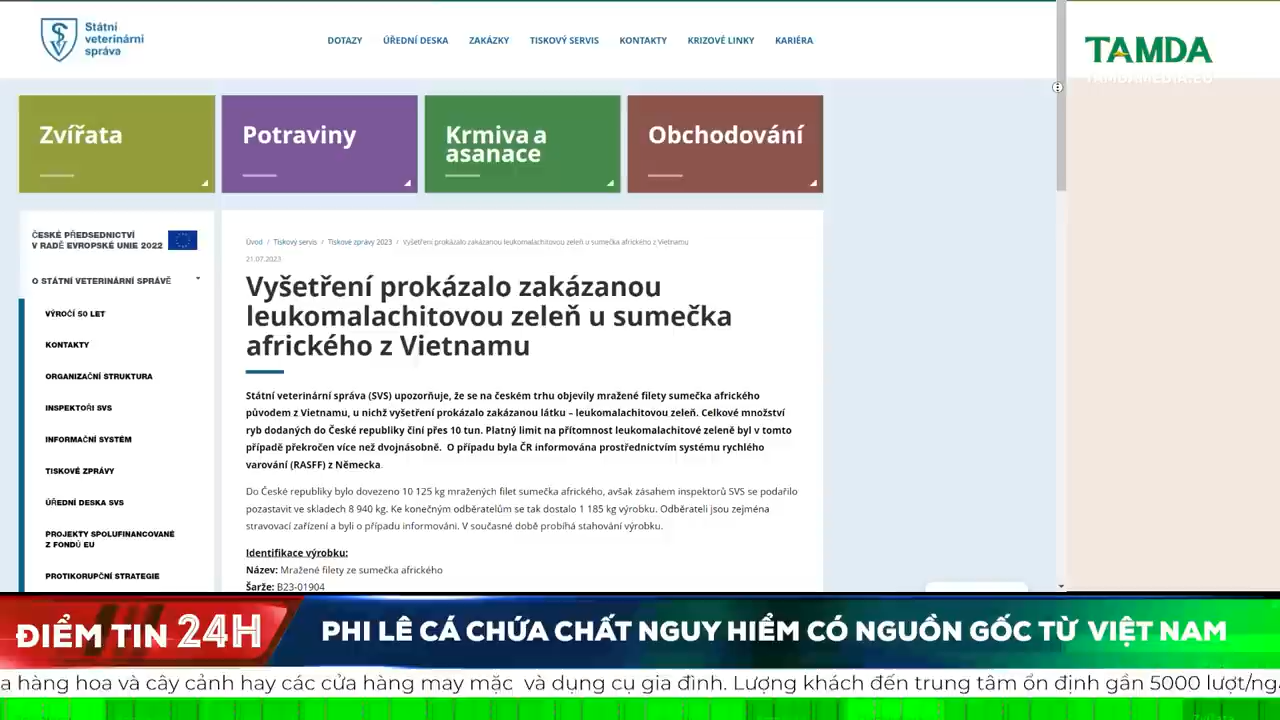 Státní
veterinární
správa
DOTAZY ÚŘEDNÍ DESKA ZAKÁZKY TISKOVÝ SERVIS KONTAKTY KRIZOVÉ LINKY KARIÉRA
TAMDA
TAMDAMEDIA.EU
Zvířata
Potraviny
Krmiva a
asanace
Obchodování
ČESKÉ PŘEDSEDNICTVÍ
V RADĚ EVROPSKÉ UNIE 2022
O STÁTNÍ VETERINÁRNÍ SPRÁVĚ
VÝROČÍ 50 LET
KONTAKTY
ORGANIZAČNÍ STRUKTURA
INSPEKTOŘI SVS
INFORMAČNÍ SYSTÉM
TISKOVÉ ZPRÁVY
ÚŘEDNÍ DESKA SVS
PROJEKTY SPOLUFINANCOVANÉ
Z FONDŮ EU
PROTIKORUPČNÍ STRATEGIE
Úvod / Tiskový servis / Tiskové zprávy 2023 / Vyšetření prokázalo zakázanou leukomalachitovou zeleň u sumečka afrického z Vietnamu
21.07.2023
Vyšetření prokázalo zakázanou
leukomalachitovou zeleň u sumečka
afrického z Vietnamu
Státní veterinární správa (SVS) upozorňuje, že se na českém trhu objevily mražené filety sumečka afrického
původem z Vietnamu, u nichž vyšetření prokázalo zakázanou látku – leukomalachitovou zeleň. Celkové množství
ryb dodaných do České republiky činí přes 10 tun. Platný limit na přítomnost leukomalachitové zeleně byl v tomto
případě překročen více než dvojnásobně. O případu byla ČR informována prostřednictvím systému rychlého
varování (RASFF) z Německa.
Do České republiky bylo dovezeno 10 125 kg mražených filet sumečka afrického, avšak zásahem inspektorů SVS se podařilo
pozastavit ve skladech 8 940 kg. Ke konečným odběratelům se tak dostalo 1 185 kg výrobku. Odběrateli jsou zejména
stravovací zařízení a byli o případu informováni. V současné době probíhá stahování výrobku.
Identifikace výrobku:
Název: Mražené filety ze sumečka afrického
Šarže: B23-01904
ĐIỂM TIN 24H
PHI LÊ CÁ CHỨA CHẤT NGUY HIỂM CÓ NGUỒN GỐC TỪ VIỆT NAM
a hàng hoa và cây cảnh hay các cửa hàng may mặc và dụng cụ gia đình. Lượng khách đến trung tâm ổn định gần 5000 lượt/ngà